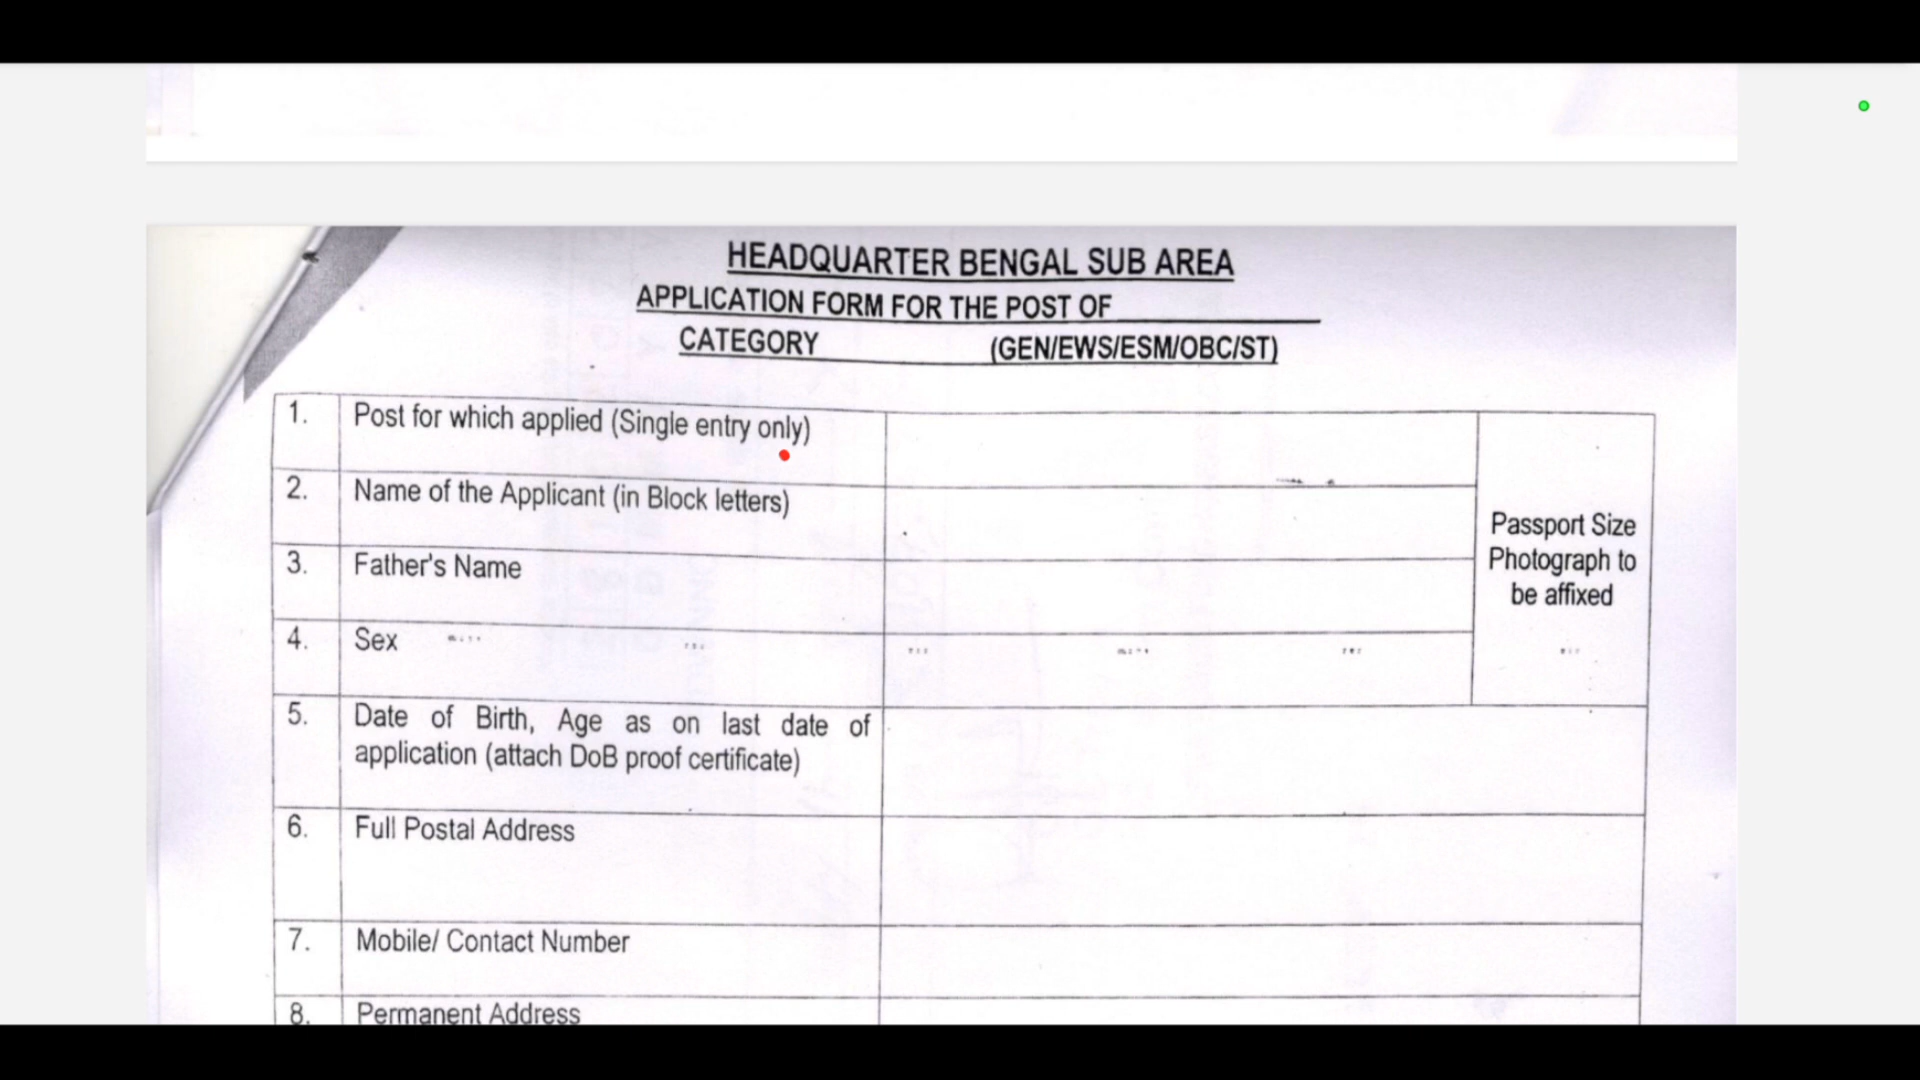 HEADQUARTER BENGAL SUB AREA
APPLICATION FORM FOR THE POST OF
CATEGORY (GEN/EWS/ESM/OBC/ST)
1. Post for which applied (Single entry only)
2. Name of the Applicant (in Block letters)
Passport Size
Photograph to
be affixed
3. Father's Name
4. Sex
5. Date of Birth, Age as on last date of
application (attach DoB proof certificate)
6. Full Postal Address
7. Mobile/ Contact Number
8. Permanent Address